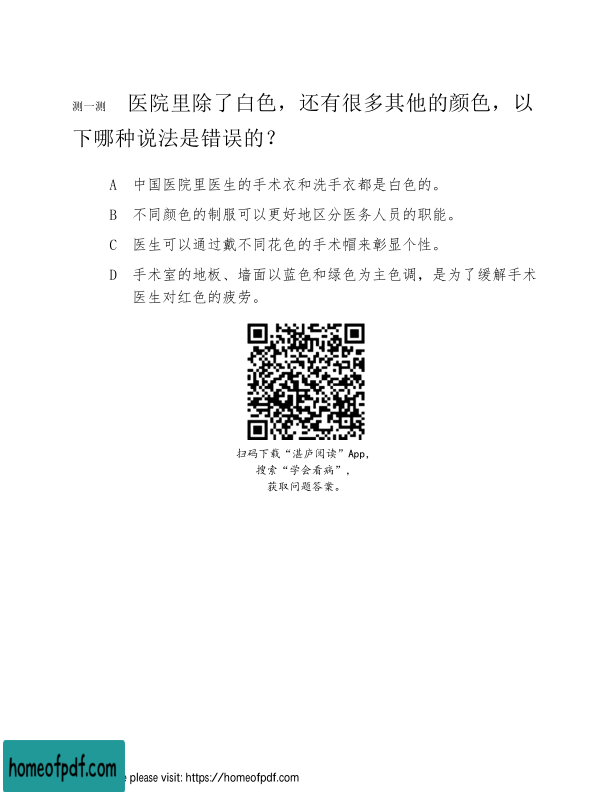 测一测 医院里除了白色，还有很多其他的颜色，以
下哪种说法是错误的？
A 中国医院里医生的手术衣和洗手衣都是白色的。
B 不同颜色的制服可以更好地区分医务人员的职能。
C 医生可以通过戴不同花色的手术帽来彰显个性。
D 手术室的地板、墙面以蓝色和绿色为主色调，是为了缓解手术
医生对红色的疲劳。
扫码下载“湛庐阅读”App，
搜索“学会看病”，
获取问题答案。
homeofpdf.com
e please visit: https://homeofpdf.com